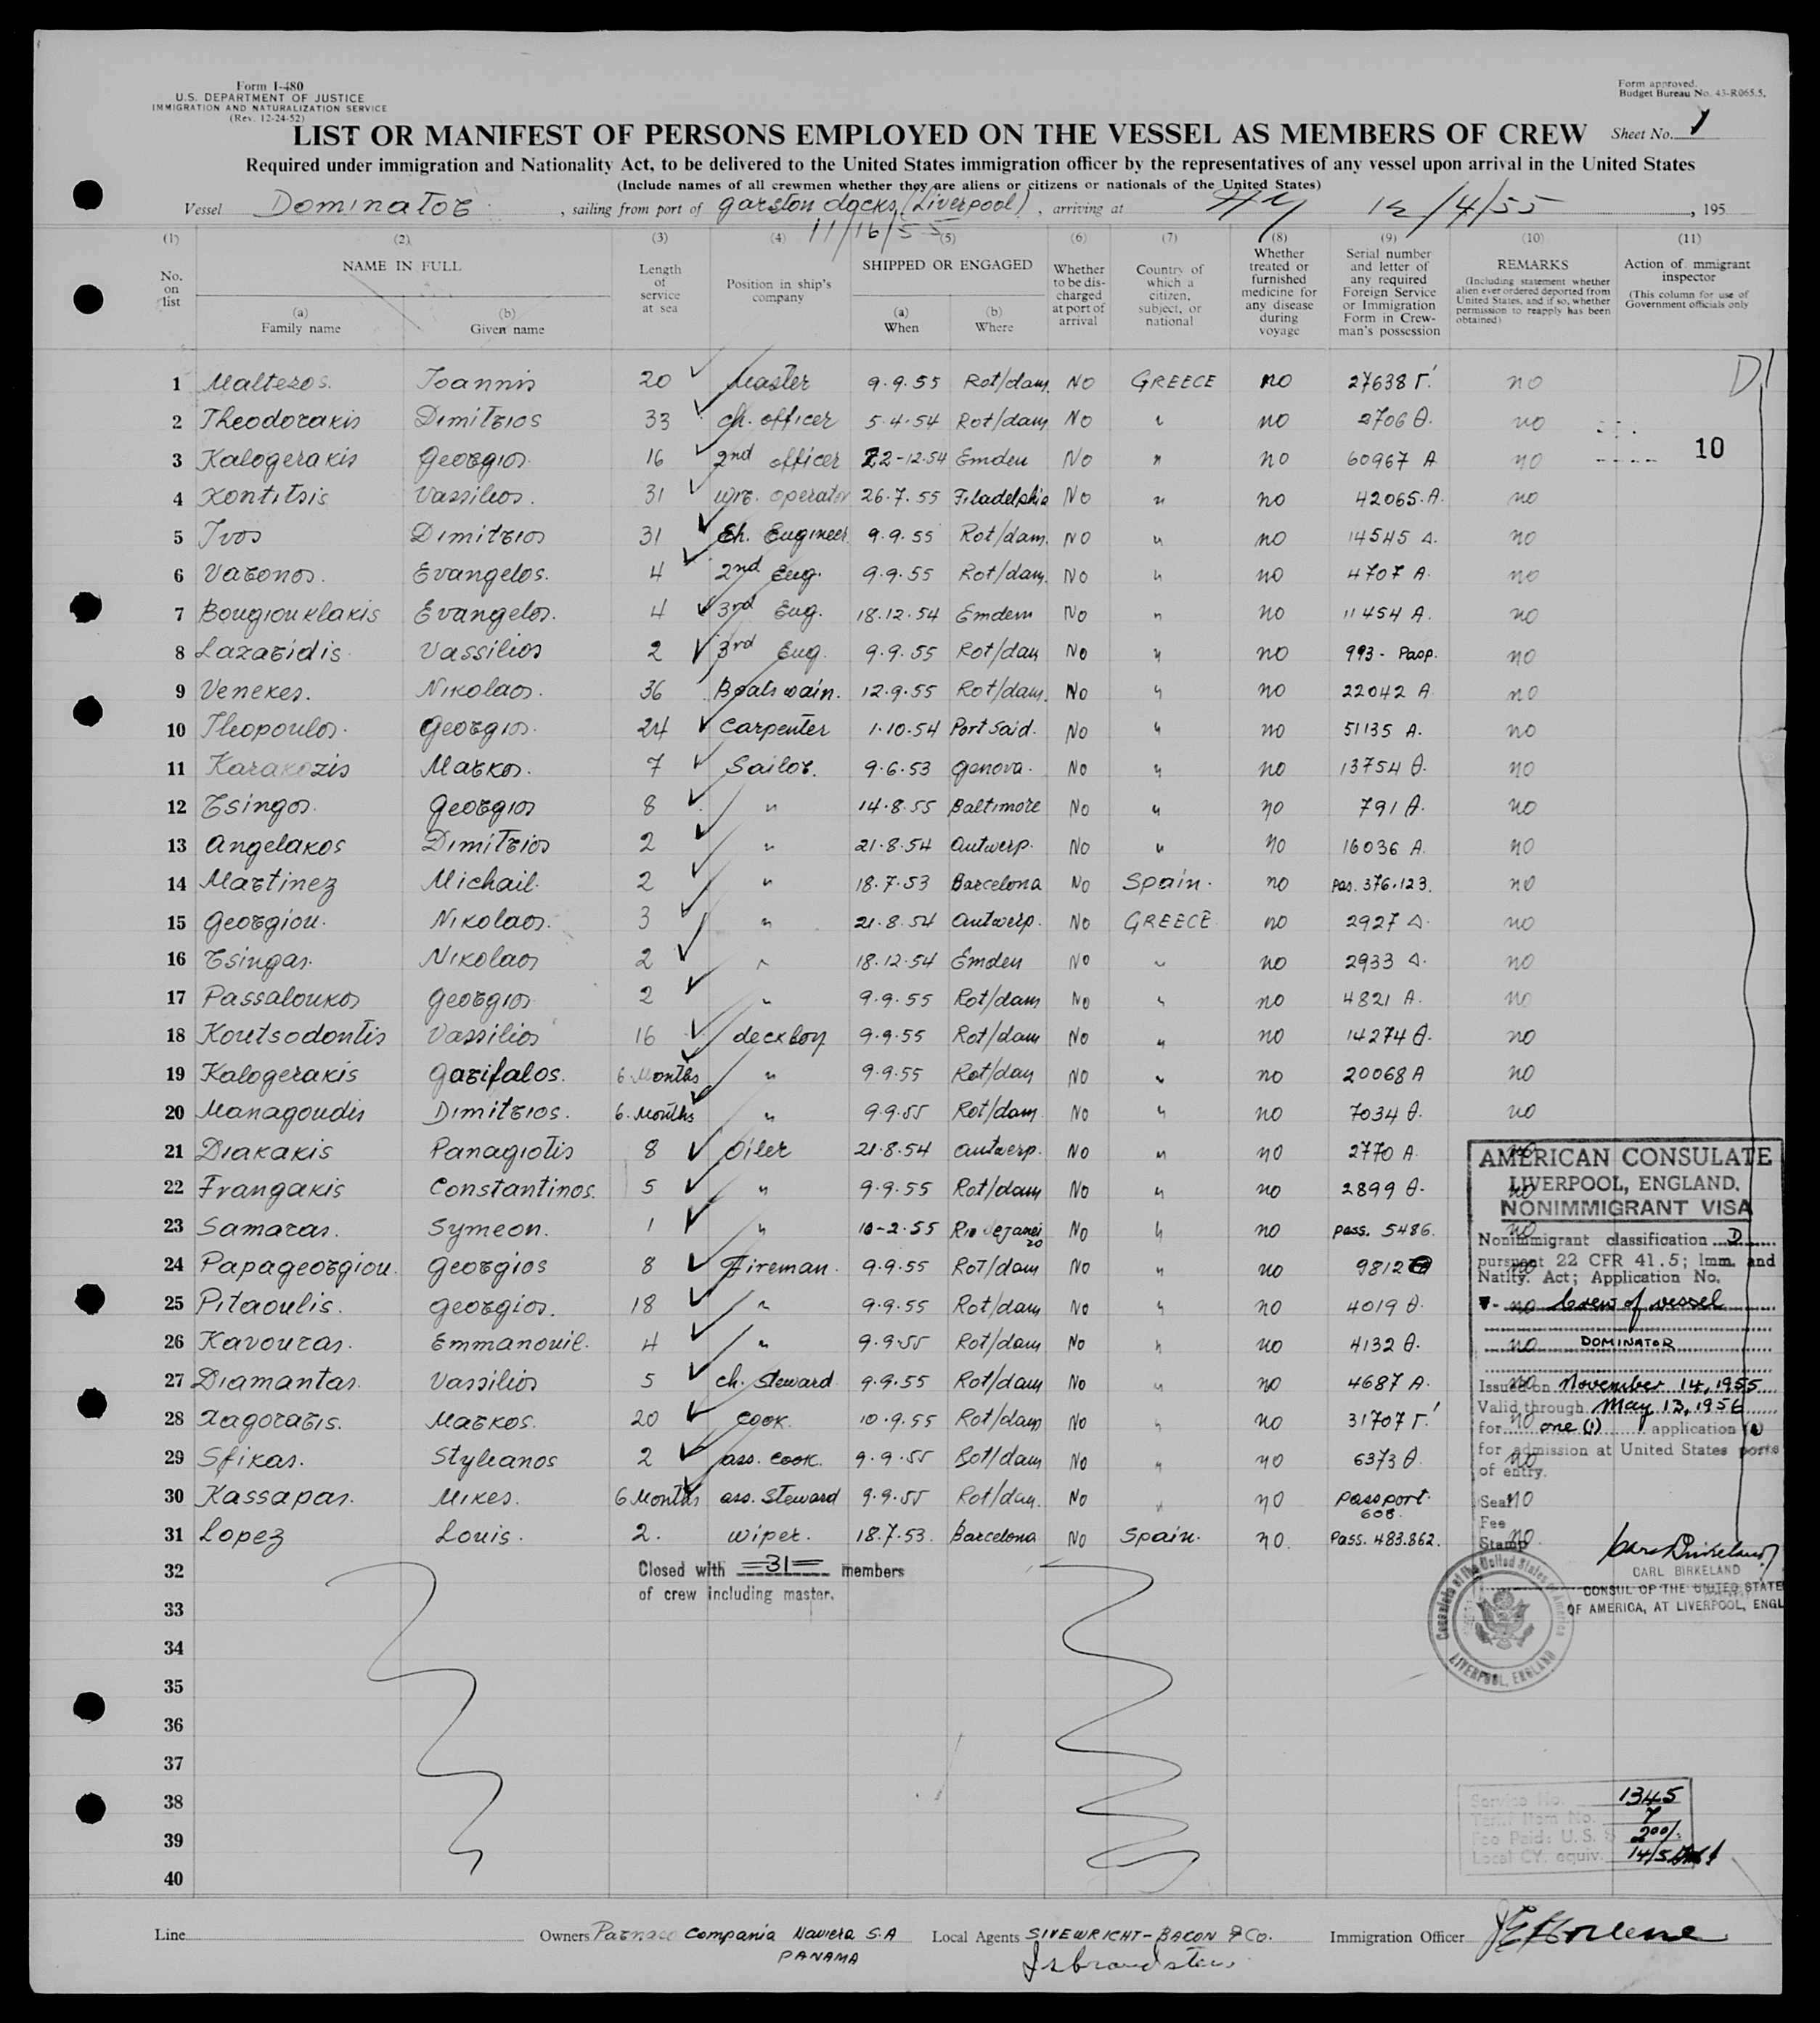 Form I-480
U.S. DEPARTMENT OF JUSTICE
IMMIGRATION AND NATURALIZATION SERVICE
(Rev. 12-24-52)
Form approved.
Budget Bureau No. 43-R065.5.
LIST OR MANIFEST OF PERSONS EMPLOYED ON THE VESSEL AS MEMBERS OF CREW Sheet No. 1
Required under immigration and Nationality Act, to be delivered to the United States immigration officer by the representatives of any vessel upon arrival in the United States
(Include names of all crewmen whether they are aliens or citizens or nationals of the United States)
Vessel Dominator, sailing from port of garston docks (Liverpool), arriving at NY 12/4/55, 195
11/16/55
(1) (2) (3) (4) (5) (6) (7) (8) (9) (10) (11)
No. on list
NAME IN FULL
(a) Family name
(b) Given name
Length of service at sea
Position in ship's company
SHIPPED OR ENGAGED
(a) When
(b) Where
Whether to be discharged at port of arrival
Country of which a citizen, subject, or national
Whether treated or furnished medicine for any disease during voyage
Serial number and letter of any required Foreign Service or Immigration Form in Crewman's possession
REMARKS
(Including statement whether alien ever ordered deported from United States, and if so, whether permission to reapply has been obtained)
Action of mmigrant inspector
(This column for use of Government officials only
D
1 Maltezos. Ioannis 20 Master 9.9.55 Rot/dam. NO GREECE no 27638 Γ.' no
2 Theodorakis Dimitrios 33 ch. officer 5.4.54 Rot/dam No " no 2706 θ. no
3 Kalogerakis Georgios 16 2nd officer 22-12.54 Emden No " no 60967 A no
10
4 Kontitsis Vassilios. 31 wir. operator 26.7.55 Filadelphia No " no 42065.A. no
5 Ivos Dimitrios 31 Ch. Engineer. 9.9.55 Rot/dam. NO " no 14545 Δ. no
6 Varonos. Evangelos. 4 2nd Eng. 9.9.55 Rot/dam. No " no 4707 A. no
7 Bougiouklakis Evangelos. 4 3rd Eng. 18.12.54 Emdem No " no 11454 A. no
8 Lazaridis Vassilios 2 3rd Eng. 9.9.55 Rot/dam No " no 993 - Pasp. no
9 Venekes. Nikolaos. 36 Boatswain. 12.9.55 Rot/dam. No " no 22042 A no
10 Theopoulos. Georgios. 24 Carpenter 1.10.54 Port Said. No " no 51135 A. no
11 Karakozis Markos. 7 Sailor. 9.6.53 Genova. No " no 13754 θ. no
12 Tsingos. Georgios 8 " 14.8.55 Baltimore No " no 791 θ. no
13 Angelakos Dimitrios 2 " 21.8.54 Antwerp. No " no 16036 A. no
14 Martinez Michail. 2 " 18.7.53 Barcelona No Spain. no Pas. 376.123. no
15 Georgiou. Nikolaos. 3 " 21.8.54 Antwerp. No GREECE no 2927 Δ. no
16 Tsingas. Nikolaos 2 " 18.12.54 Emden No " no 2933 Δ. no
17 Passaloukos Georgios 2 " 9.9.55 Rot/dam No " no 4821 A. no
18 Koutsodontis Vassilios 16 deckboy 9.9.55 Rot/dam No " no 14274 θ. no
19 Kalogerakis Garifalos. 6 Months " 9.9.55 Rot/dam NO " no 20068 A no
20 Managoudis Dimitrios. 6. Months " 9.9.55 Rot/dam No " no 7034 θ. no
21 Diakakis Panagiotis 8 Oiler 21.8.54 Antwerp. No " no 2770 A. no
22 Frangakis Constantinos. 5 " 9.9.55 Rot/dam No " no 2899 θ. no
23 Samaras. Symeon. 1 " 10-2.55 Rio dejaneiro No " no pass. 5486. no
24 Papageorgiou. Georgios 8 Fireman. 9.9.55 Rot/dam No " no 9812 no
25 Pitaoulis. Georgios. 18 " 9.9.55 Rot/dam No " no 4019 θ. no
26 Kavouras. Emmanouil. 4 " 9.9.55 Rot/dam No " no 4132 θ. no
27 Diamantas. Vassilios 5 ch. Steward 9.9.55 Rot/dam No " no 4687 A. no
28 Xagoraris. Markos. 20 Cook. 10.9.55 Rot/dam No " no 31707 Γ.' no
29 Sfikas. Stylianos 2 ass. cook. 9.9.55 Rot/dam No " no 6373 θ no
30 Kassapas. Mikes. 6 Months ass. Steward 9.9.55 Rot/dam. No " no passport. 608. no
31 Lopez Louis. 2. wiper. 18.7.53. Barcelona No Spain. no. Pass. 483.862. no
32 Closed with =31= members
of crew including master.
33
34
35
36
37
38
39
40
AMERICAN CONSULATE
LIVERPOOL, ENGLAND.
NONIMMIGRANT VISA
Nonimmigrant classification D
pursuant 22 CFR 41.5; Imm. and
Natlty. Act; Application No.
V- Crew of vessel
DOMINATOR
Issued on November 14, 1955
Valid through May 13, 1956
for one (1) application (s)
for admission at United States ports
of entry.
Seal
Fee
Stamp
CARL BIRKELAND
CONSUL OF THE UNITED STATE
OF AMERICA, AT LIVERPOOL, ENGL
Consulate of the United States of America
LIVERPOOL, ENGLAND
Service No. 1345
Tariff Item No. 7
Fee Paid: U.S. $ 200/.
Local CY. equiv. 14/5
Line
Owners Compania Naviera S.A
PANAMA
Local Agents SIVEWRIGHT-BACON & Co.
Isbrandtsen
Immigration Officer